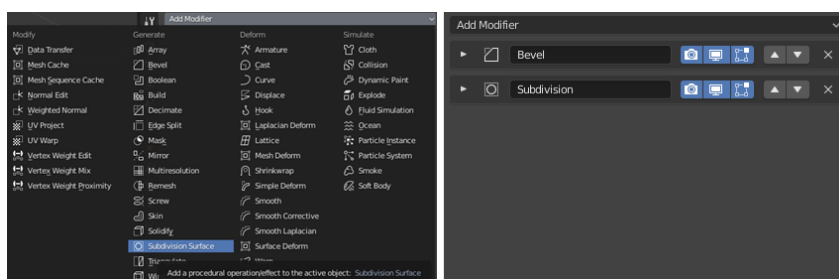 Add Modifier
Modify
Data Transfer
Mesh Cache
Mesh Sequence Cache
Normal Edit
Weighted Normal
UV Project
UV Warp
Vertex Weight Edit
Vertex Weight Mix
Vertex Weight Proximity
Generate
Array
Bevel
Boolean
Build
Decimate
Edge Split
Mask
Mirror
Multiresolution
Remesh
Screw
Skin
Solidify
Subdivision Surface
Triangulate
Deform
Armature
Cast
Curve
Displace
Hook
Laplacian Deform
Lattice
Mesh Deform
Shrinkwrap
Simple Deform
Smooth
Smooth Corrective
Smooth Laplacian
Surface Deform
Warp
Simulate
Cloth
Collision
Dynamic Paint
Explode
Fluid Simulation
Ocean
Particle Instance
Particle System
Smoke
Soft Body
Add a procedural operation/effect to the active object: Subdivision Surface
Add Modifier
Bevel
Subdivision